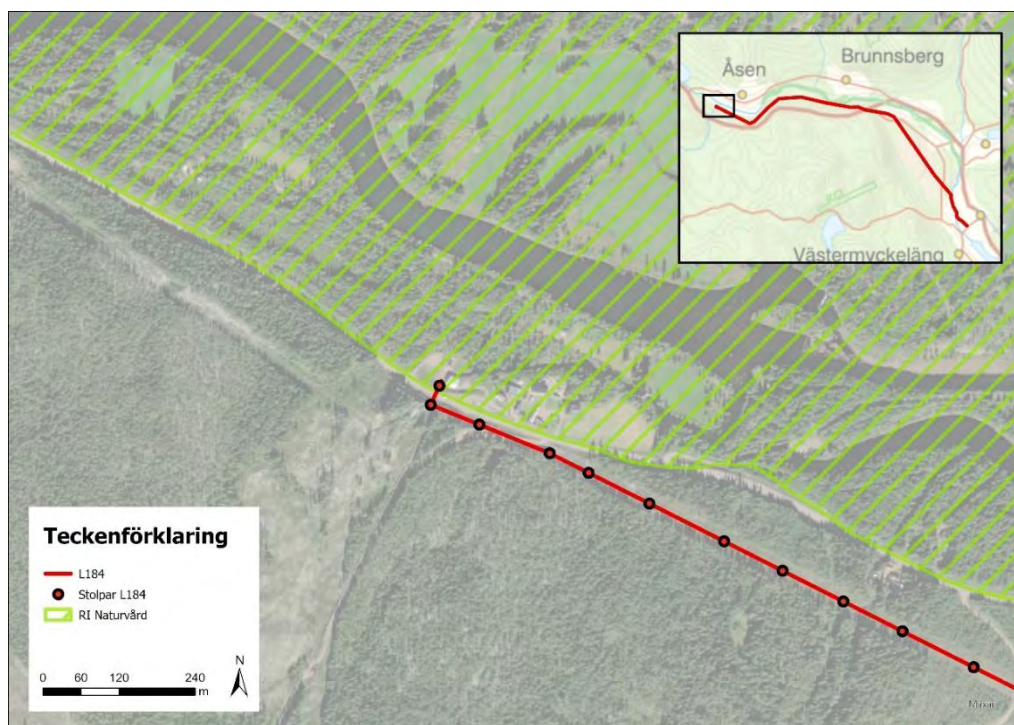 Brunnsberg
Åsen
Västermyckeläng
Teckenförklaring
L184
Stolpar L184
RI Naturvård
N
0 60 120 240
m